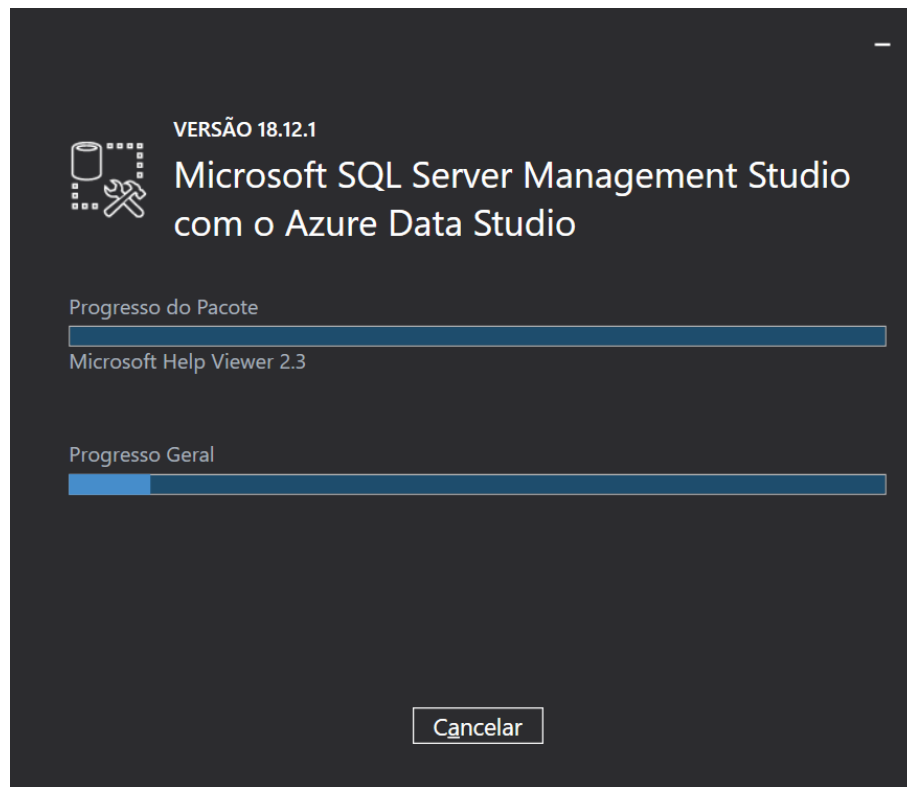 VERSÃO 18.12.1
Microsoft SQL Server Management Studio
com o Azure Data Studio
Progresso do Pacote
Microsoft Help Viewer 2.3
Progresso Geral
Cancelar